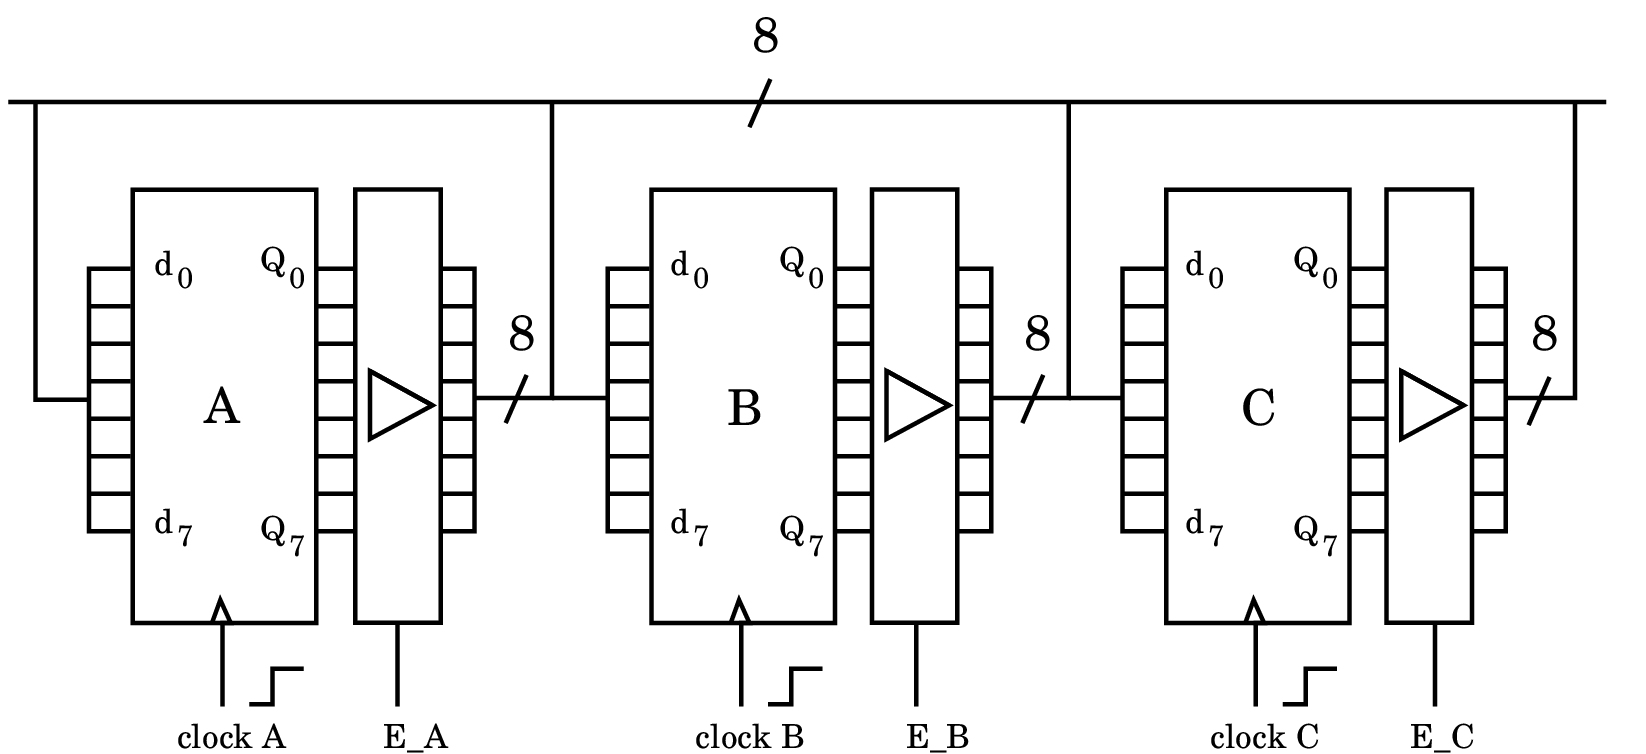 8
d0 Q0 d0 Q0 d0 Q0
8 8 8
A B C
d7 Q7 d7 Q7 d7 Q7
clock A E_A clock B E_B clock C E_C